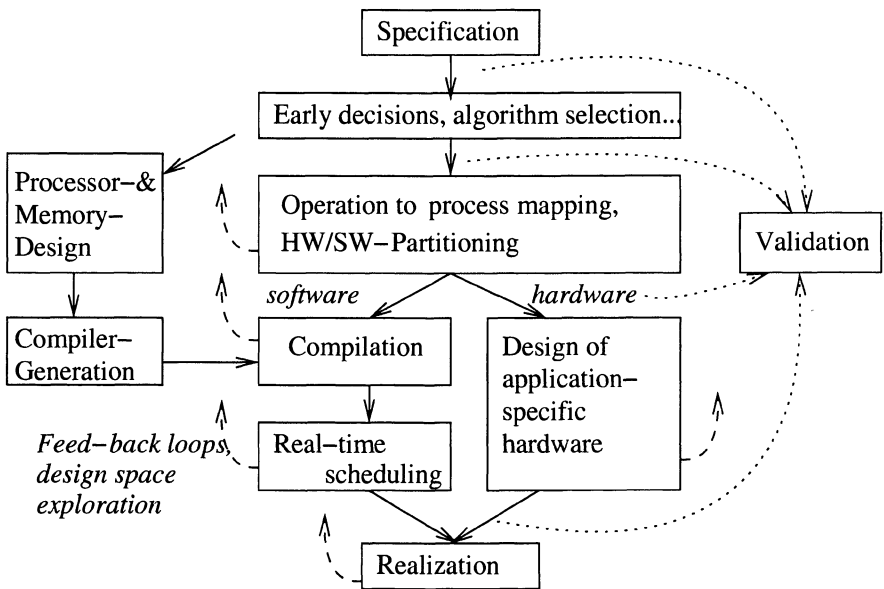 Specification
Early decisions, algorithm selection...
Processor-&
Memory-
Design
Operation to process mapping,
HW/SW-Partitioning
Validation
software
hardware
Compiler-
Generation
Compilation
Design of
application-
specific
hardware
Feed-back loops,
design space
exploration
Real-time
scheduling
Realization